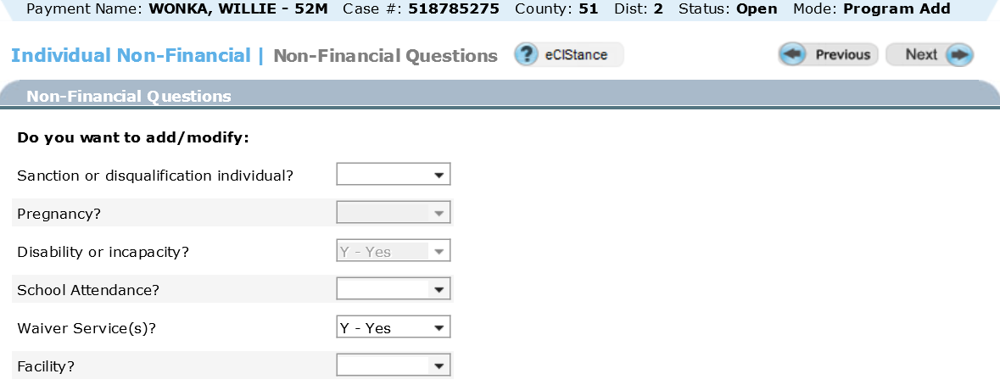 Payment Name: WONKA, WILLIE - 52M Case #: 518785275 County: 51 Dist: 2 Status: Open Mode: Program Add
Individual Non-Financial | Non-Financial Questions ? eCIStance Previous Next
Non-Financial Questions
Do you want to add/modify:
Sanction or disqualification individual?
Pregnancy?
Disability or incapacity? Y - Yes
School Attendance?
Waiver Service(s)? Y - Yes
Facility?